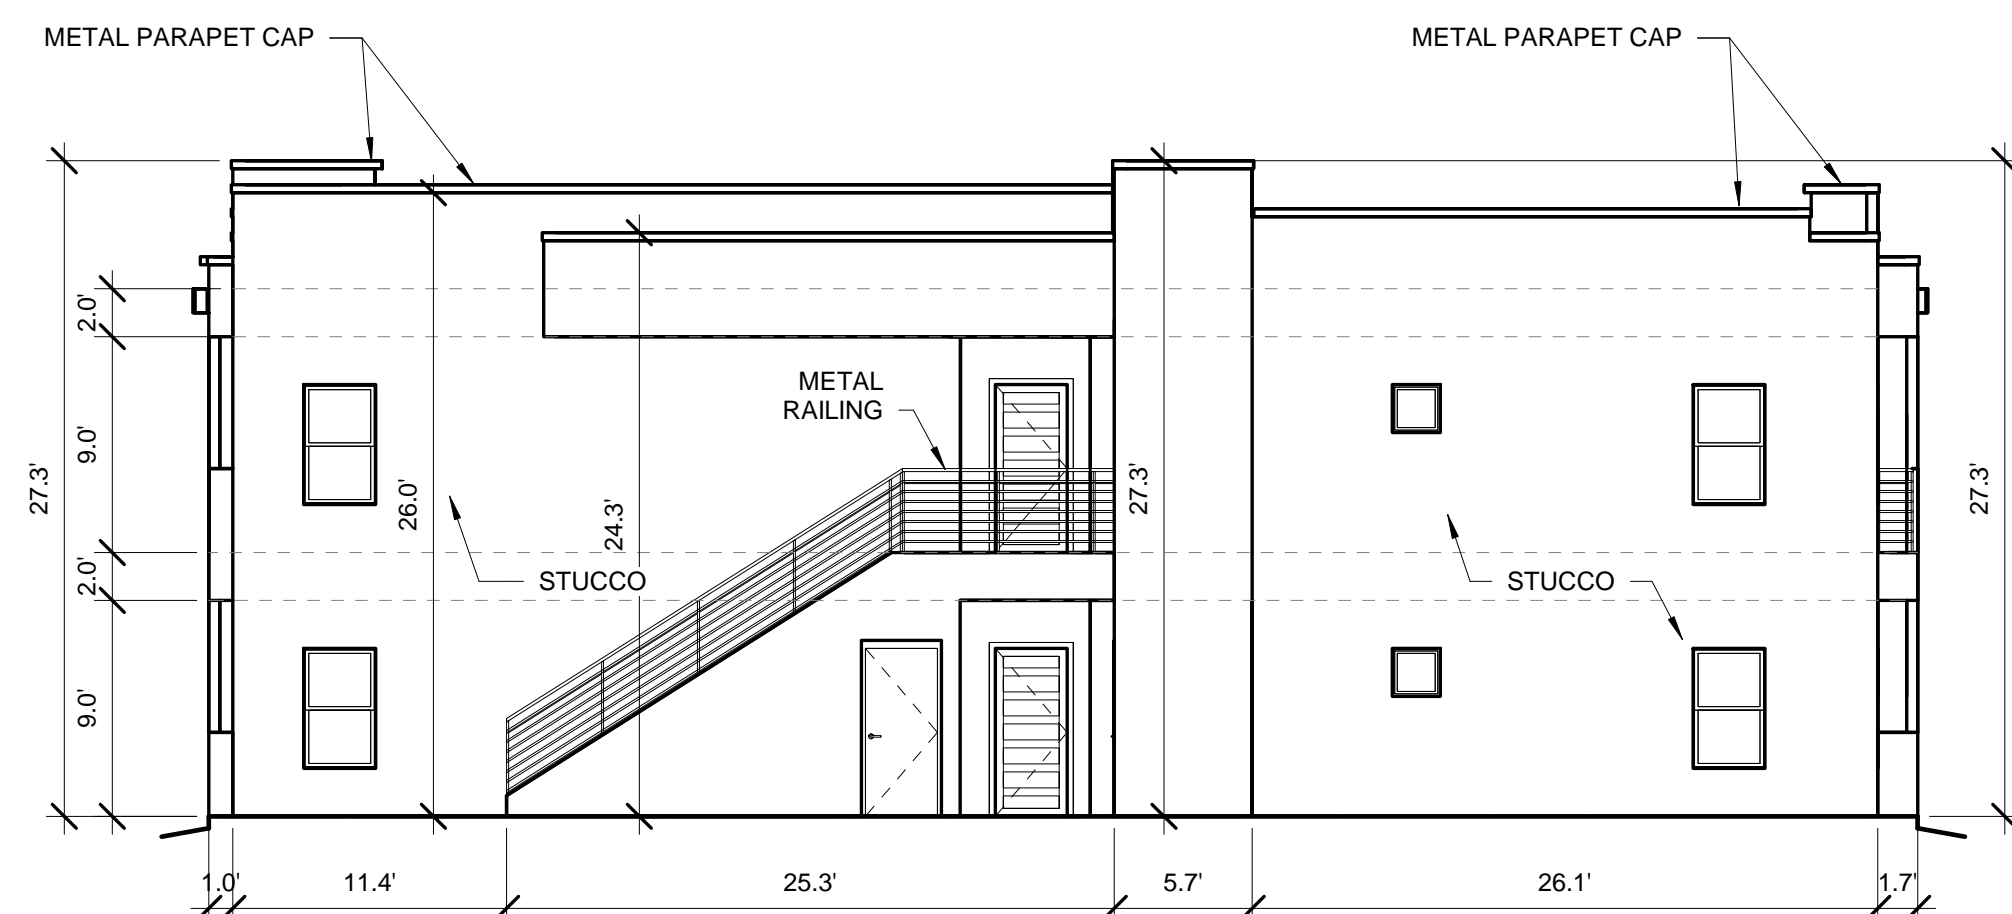 METAL PARAPET CAP
METAL PARAPET CAP
2.0'
9.0'
27.3'
METAL
RAILING
26.0'
24.3'
27.3'
27.3'
2.0'
STUCCO
STUCCO
9.0'
1.0'
11.4'
25.3'
5.7'
26.1'
1.7'